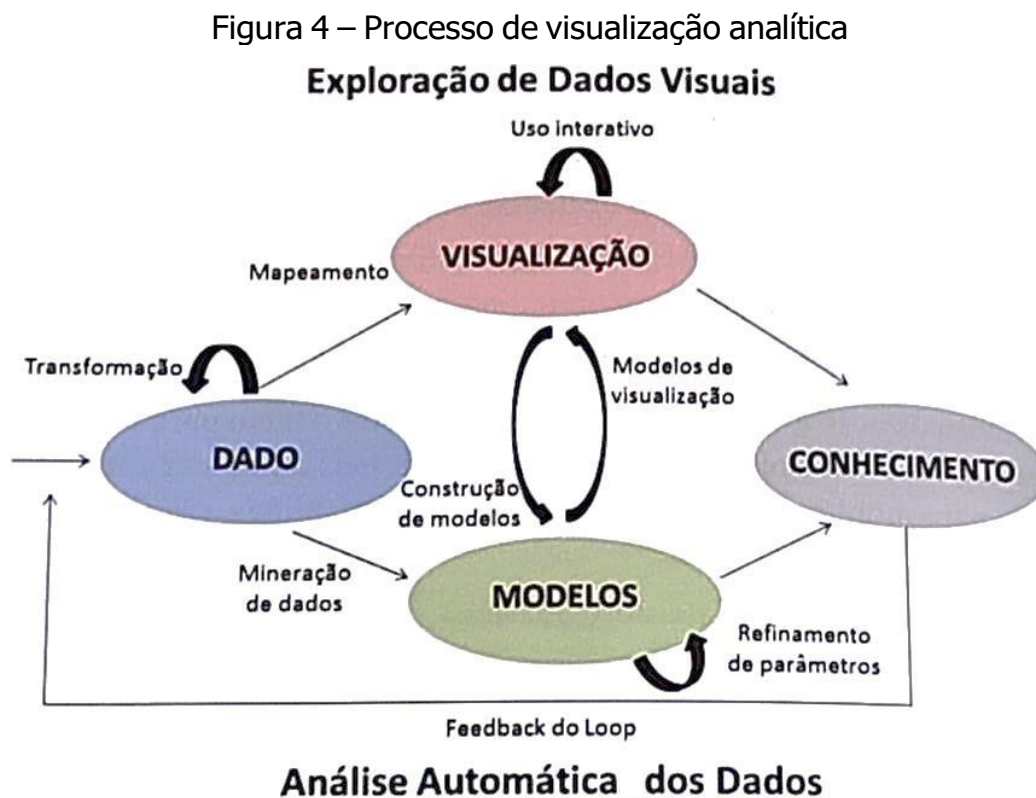 Figura 4 – Processo de visualização analítica
Exploração de Dados Visuais
Uso interativo
VISUALIZAÇÃO
Mapeamento
Transformação
Modelos de
visualização
DADO
CONHECIMENTO
Construção
de modelos
Mineração
de dados
MODELOS
Refinamento
de parâmetros
Feedback do Loop
Análise Automática dos Dados